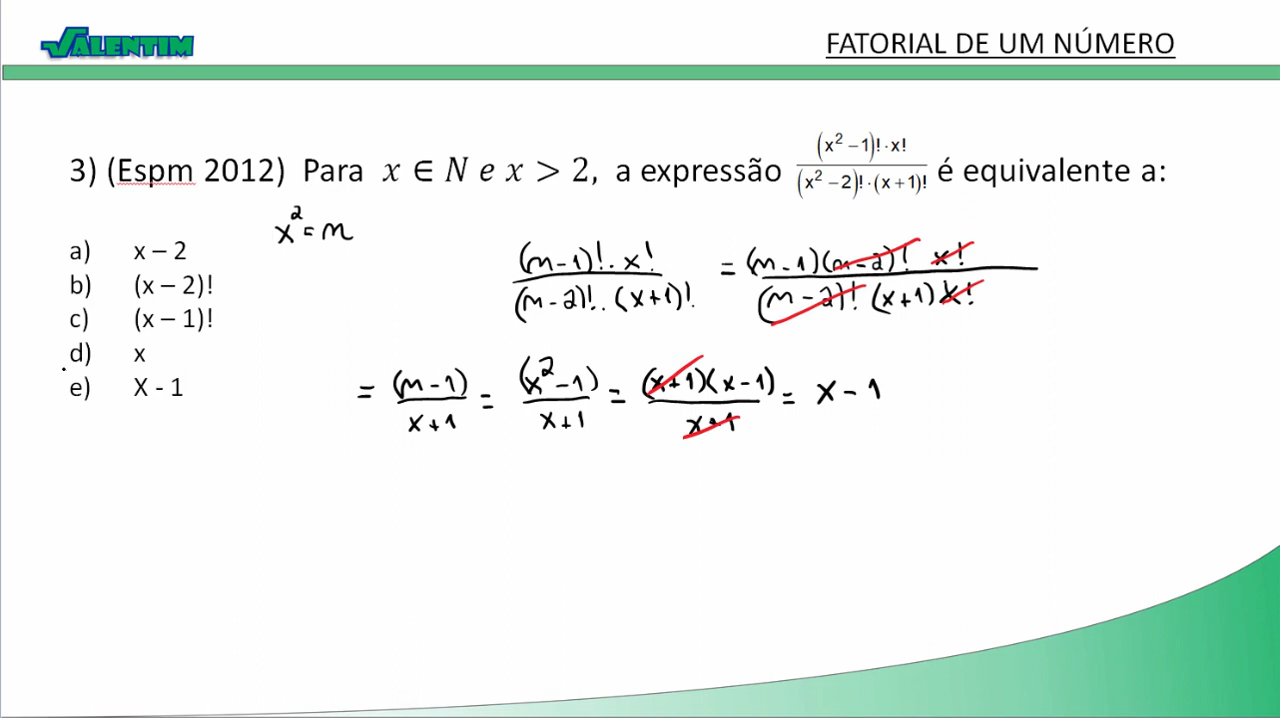 VALENTIM
FATORIAL DE UM NÚMERO
3) (Espm 2012) Para x ∈ N e x > 2, a expressão (x² – 1)! · x! / (x² – 2)! · (x + 1)! é equivalente a:
x² = m
a) x – 2
b) (x – 2)!
c) (x – 1)!
d) x
e) X - 1
(m-1)! . x! / (m-2)! . (x+1)! = (m-1)(m-2)! x! / (m-2)! (x+1) x!
= (m-1) / x+1 = (x²-1) / x+1 = (x+1)(x-1) / x+1 = x-1